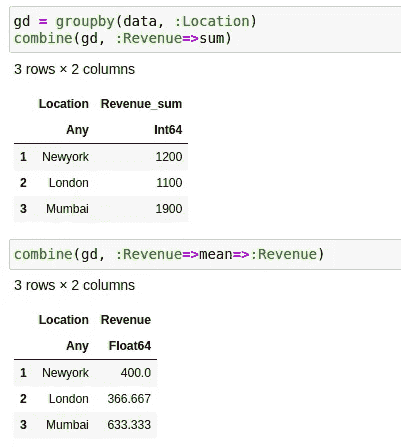 gd = groupby(data, :Location)
combine(gd, :Revenue=>sum)
3 rows × 2 columns
Location Revenue_sum
Any Int64
1 Newyork 1200
2 London 1100
3 Mumbai 1900
combine(gd, :Revenue=>mean=>:Revenue)
3 rows × 2 columns
Location Revenue
Any Float64
1 Newyork 400.0
2 London 366.667
3 Mumbai 633.333